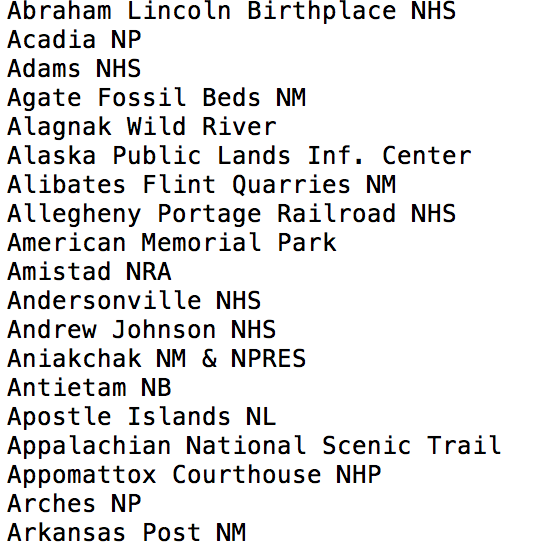 Abraham Lincoln Birthplace NHS
Acadia NP
Adams NHS
Agate Fossil Beds NM
Alagnak Wild River
Alaska Public Lands Inf. Center
Alibates Flint Quarries NM
Allegheny Portage Railroad NHS
American Memorial Park
Amistad NRA
Andersonville NHS
Andrew Johnson NHS
Aniakchak NM & NPRES
Antietam NB
Apostle Islands NL
Appalachian National Scenic Trail
Appomattox Courthouse NHP
Arches NP
Arkansas Post NM